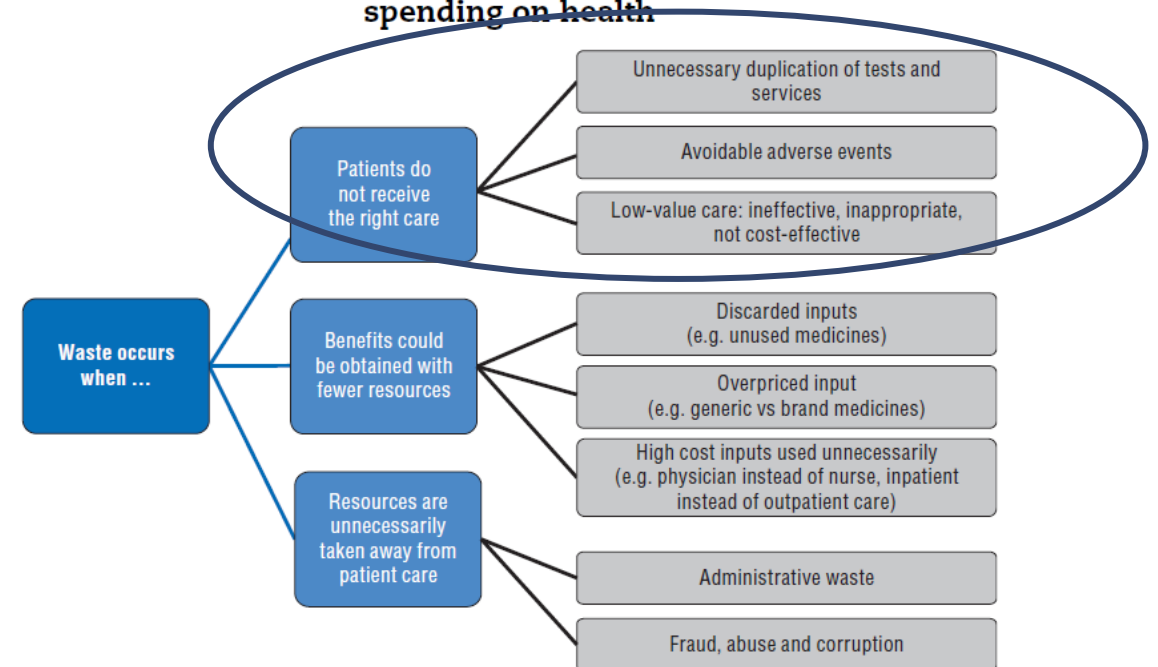 spending on health
Unnecessary duplication of tests and
services
Avoidable adverse events
Patients do
not receive
the right care
Low-value care: ineffective, inappropriate,
not cost-effective
Waste occurs
when ...
Benefits could
be obtained with
fewer resources
Discarded inputs
(e.g. unused medicines)
Overpriced input
(e.g. generic vs brand medicines)
High cost inputs used unnecessarily
(e.g. physician instead of nurse, inpatient
instead of outpatient care)
Resources are
unnecessarily
taken away from
patient care
Administrative waste
Fraud, abuse and corruption